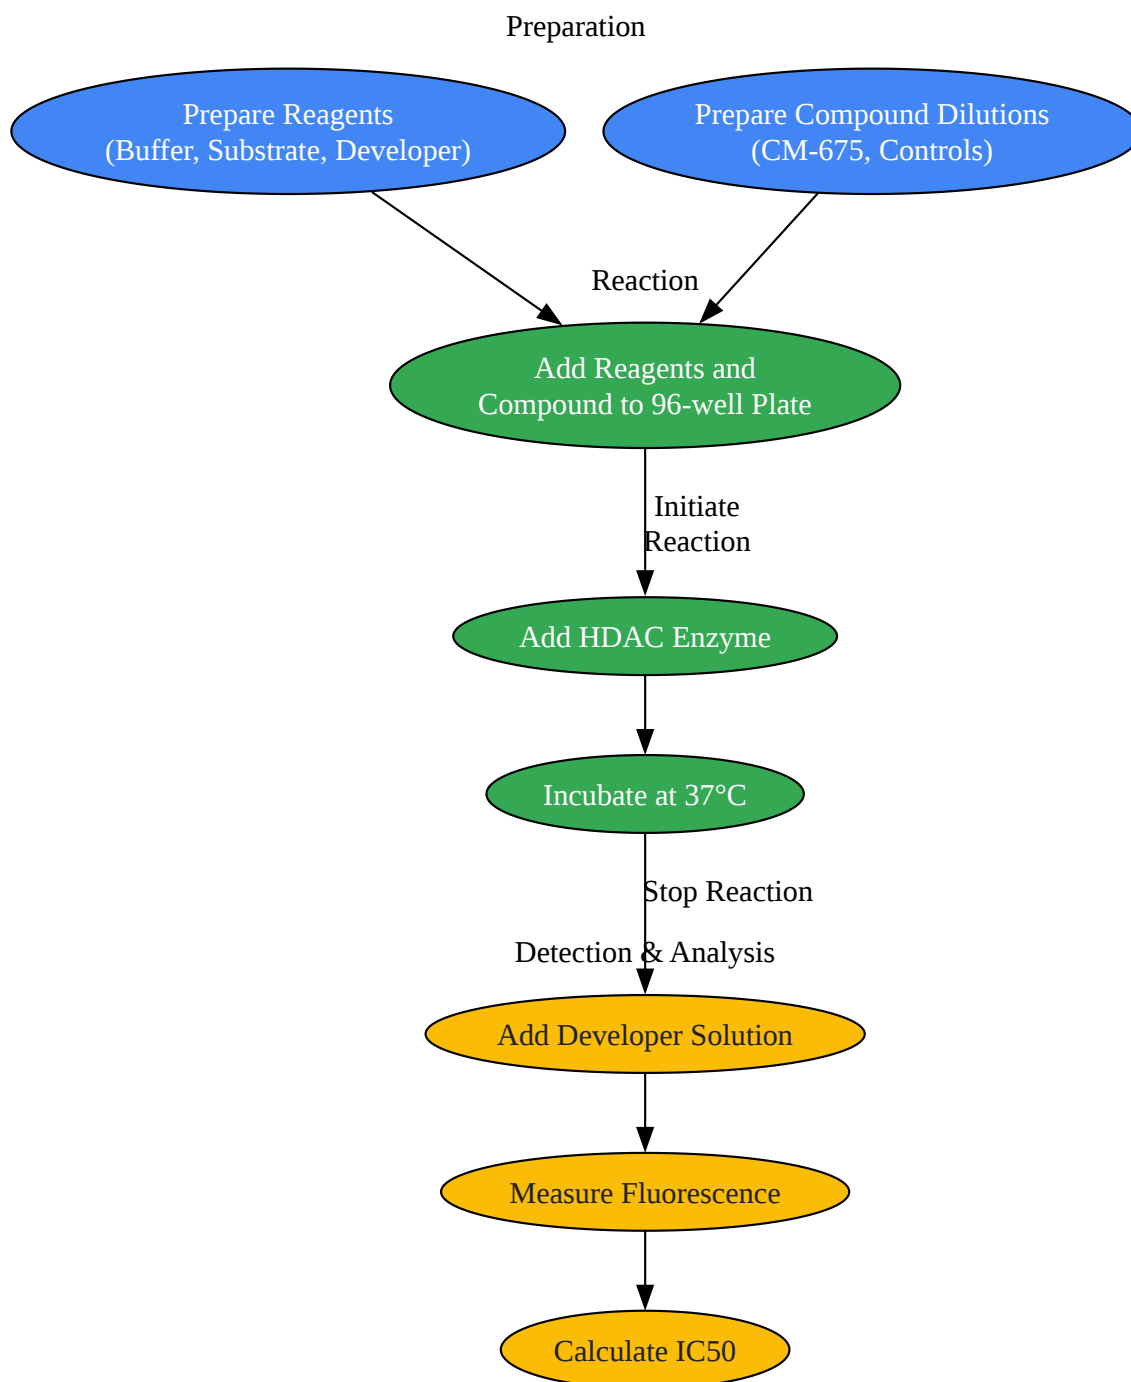 Preparation
Prepare Reagents
(Buffer, Substrate, Developer)
Prepare Compound Dilutions
(CM-675, Controls)
Reaction
Add Reagents and
Compound to 96-well Plate
Initiate
Reaction
Add HDAC Enzyme
Incubate at 37°C
Stop Reaction
Detection & Analysis
Add Developer Solution
Measure Fluorescence
Calculate IC50